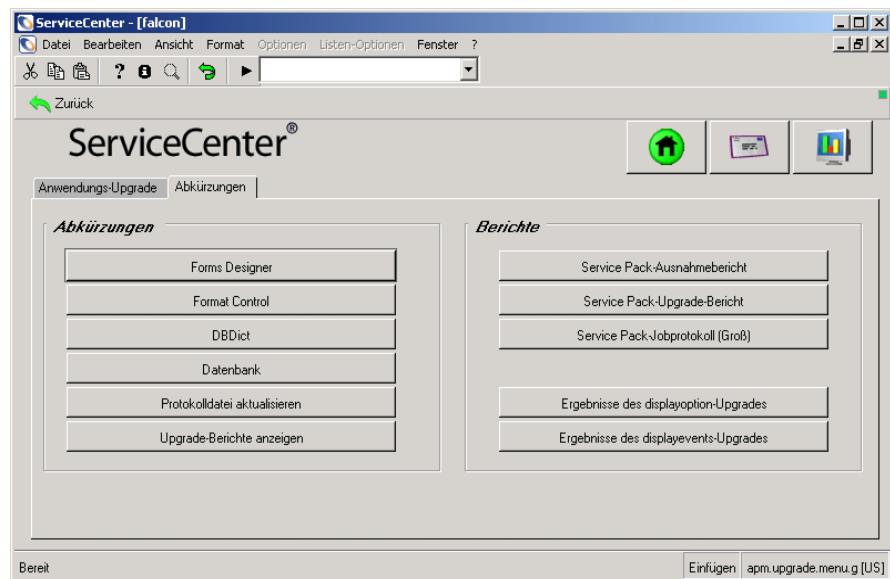 ServiceCenter - [falcon]
Datei Bearbeiten Ansicht Format Optionen Listen-Optionen Fenster ?
Zurück
ServiceCenter®
Anwendungs-Upgrade Abkürzungen
Abkürzungen
Forms Designer
Format Control
DBDict
Datenbank
Protokolldatei aktualisieren
Upgrade-Berichte anzeigen
Berichte
Service Pack-Ausnahmebericht
Service Pack-Upgrade-Bericht
Service Pack-Jobprotokoll (Groß)
Ergebnisse des displayoption-Upgrades
Ergebnisse des displayevents-Upgrades
Bereit
Einfügen apm.upgrade.menu.g [US]